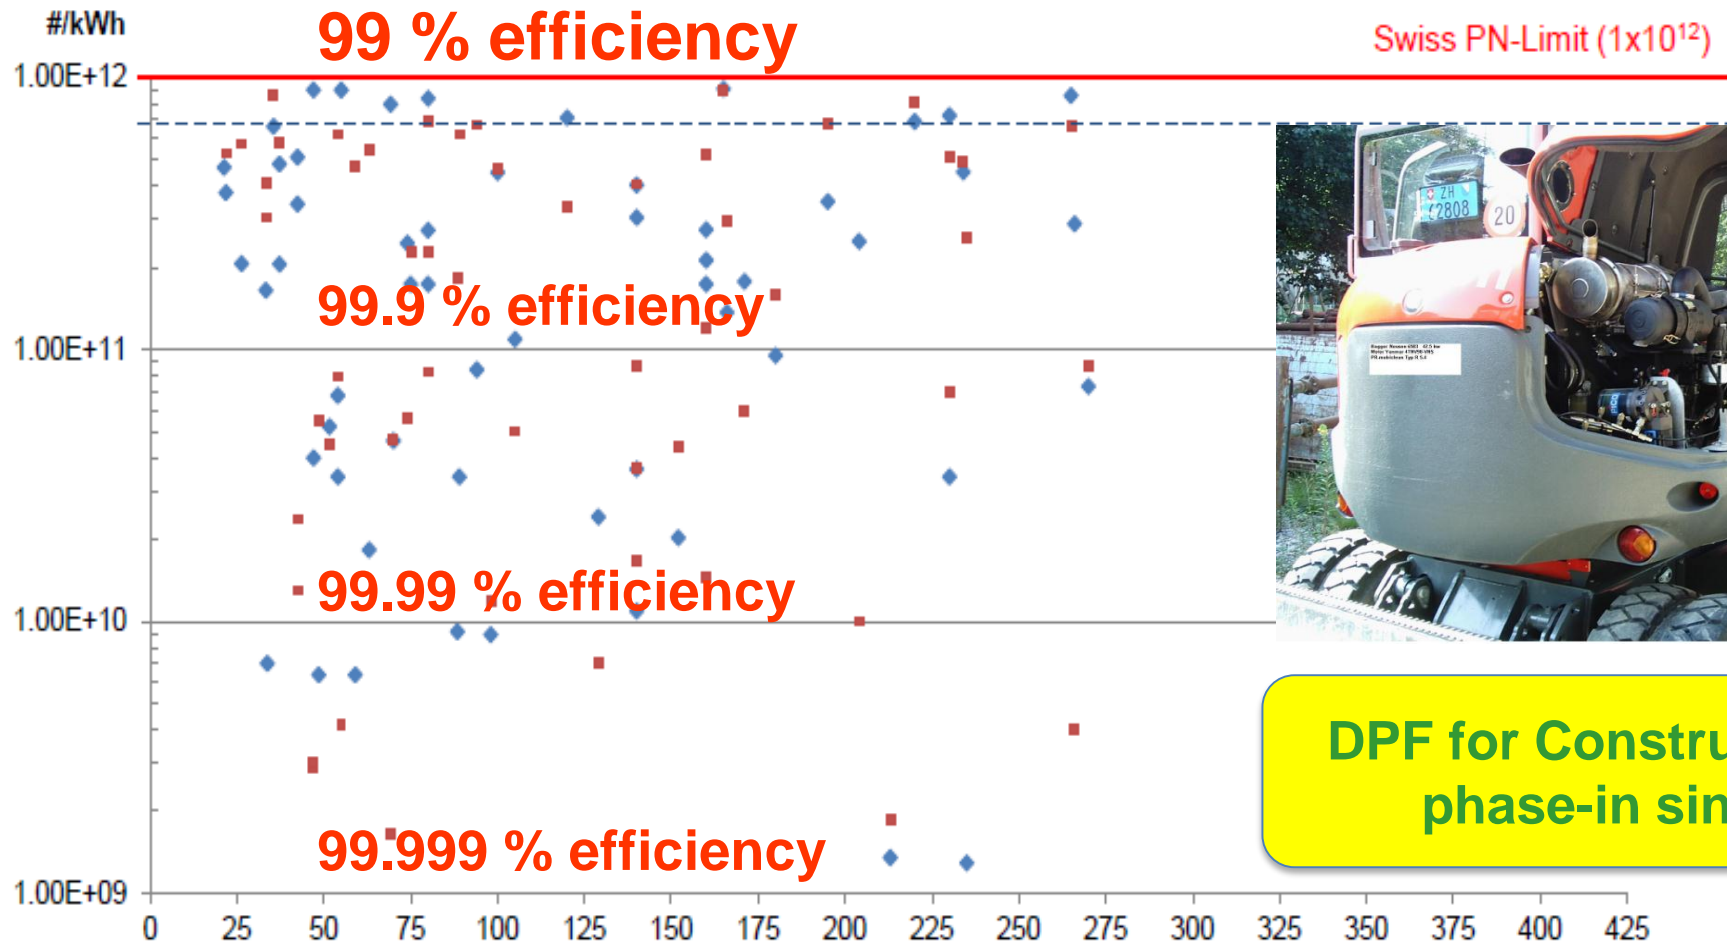 #/kWh
99 % efficiency
Swiss PN-Limit (1x10¹²)
1.00E+12
ZH
62808
20
99.9 % efficiency
1.00E+11
99.99 % efficiency
1.00E+10
DPF for Constru
phase-in sin
99.999 % efficiency
1.00E+09
0 25 50 75 100 125 150 175 200 225 250 275 300 325 350 375 400 425